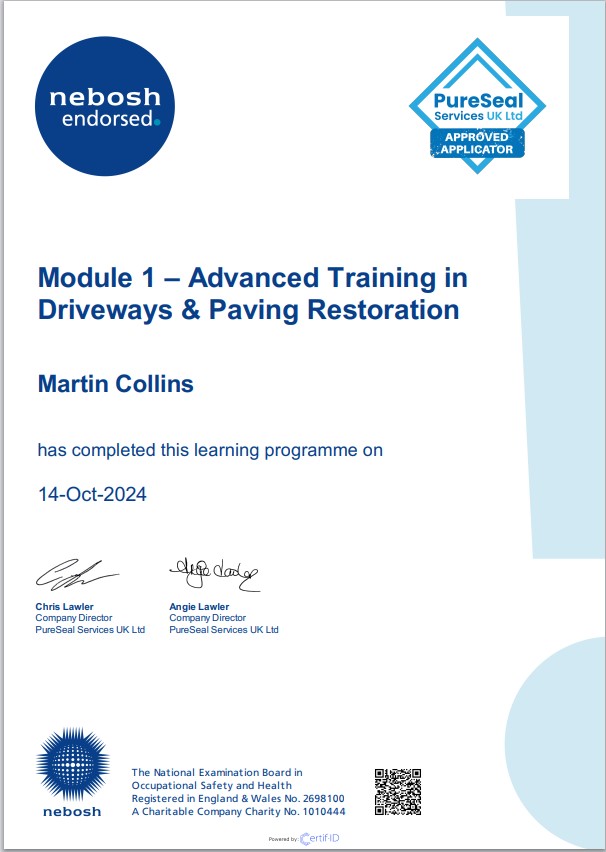 nebosh
endorsed.
PureSeal
Services UK Ltd
APPROVED
APPLICATOR
Module 1 – Advanced Training in
Driveways & Paving Restoration
Martin Collins
has completed this learning programme on
14-Oct-2024
Chris Lawler
Company Director
PureSeal Services UK Ltd
Angie Lawler
Company Director
PureSeal Services UK Ltd
nebosh
The National Examination Board in
Occupational Safety and Health
Registered in England & Wales No. 2698100
A Charitable Company Charity No. 1010444
Powered by: Certif-ID